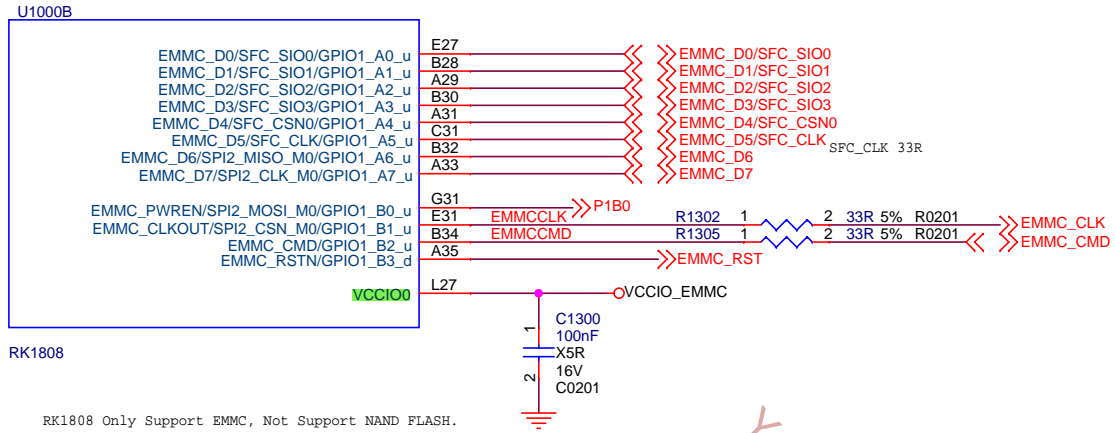 U1000B
EMMC_D0/SFC_SIO0/GPIO1_A0_u E27 EMMC_D0/SFC_SIO0
EMMC_D1/SFC_SIO1/GPIO1_A1_u B28 EMMC_D1/SFC_SIO1
EMMC_D2/SFC_SIO2/GPIO1_A2_u A29 EMMC_D2/SFC_SIO2
EMMC_D3/SFC_SIO3/GPIO1_A3_u B30 EMMC_D3/SFC_SIO3
EMMC_D4/SFC_CSN0/GPIO1_A4_u A31 EMMC_D4/SFC_CSN0
EMMC_D5/SFC_CLK/GPIO1_A5_u C31 EMMC_D5/SFC_CLK SFC_CLK 33R
EMMC_D6/SPI2_MISO_M0/GPIO1_A6_u B32 EMMC_D6
EMMC_D7/SPI2_CLK_M0/GPIO1_A7_u A33 EMMC_D7
EMMC_PWREN/SPI2_MOSI_M0/GPIO1_B0_u G31 P1B0
EMMC_CLKOUT/SPI2_CSN_M0/GPIO1_B1_u E31 EMMCCLK R1302 1 2 33R 5% R0201 EMMC_CLK
EMMC_CMD/GPIO1_B2_u B34 EMMCCMD R1305 1 2 33R 5% R0201 EMMC_CMD
EMMC_RSTN/GPIO1_B3_d A35 EMMC_RST
VCCIO0 L27 VCCIO_EMMC
C1300
1 100nF
RK1808 X5R
2 16V
C0201
RK1808 Only Support EMMC, Not Support NAND FLASH.
Y